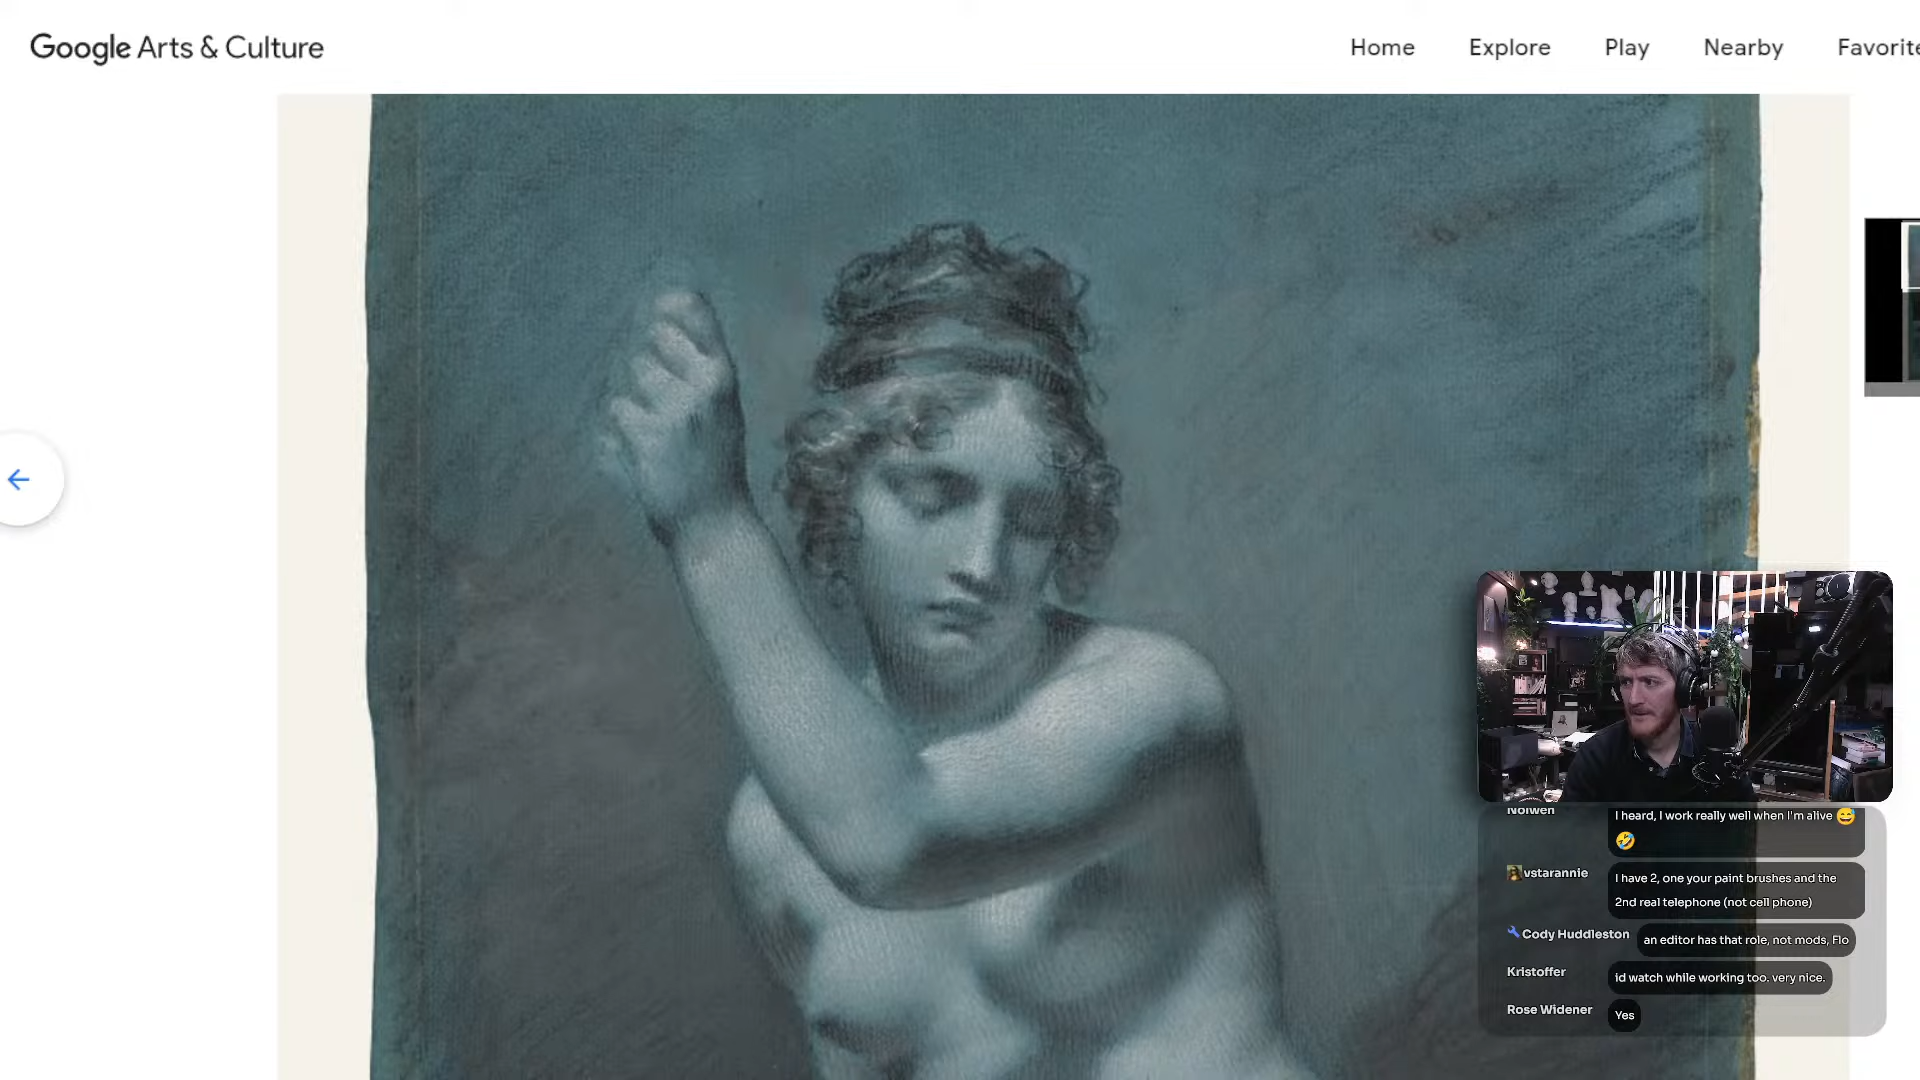 Google Arts & Culture
Home Explore Play Nearby Favorite
Nolwen
I heard, I work really well when I'm alive 😅
🤣
vstarannie
I have 2, one your paint brushes and the
2nd real telephone (not cell phone)
Cody Huddleston an editor has that role, not mods, Flo
Kristoffer id watch while working too. very nice.
Rose Widener Yes